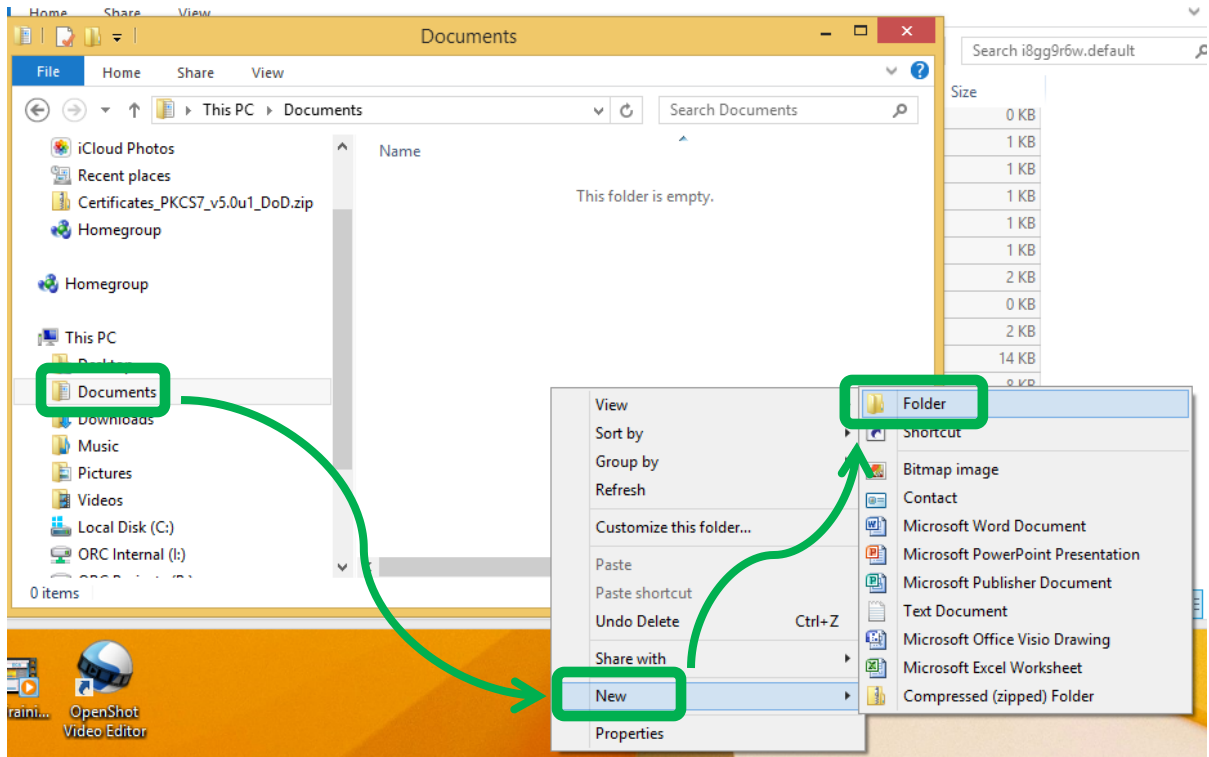 Home Share View
Documents
File Home Share View
Search i8gg9r6w.default
This PC Documents
Search Documents
Size
iCloud Photos
Recent places
Certificates_PKCS7_v5.0u1_DoD.zip
Homegroup
Homegroup
This PC
Desktop
Documents
Downloads
Music
Pictures
Videos
Local Disk (C:)
ORC Internal (I:)
0 items
Name
This folder is empty.
0 KB
1 KB
1 KB
1 KB
1 KB
1 KB
2 KB
0 KB
2 KB
14 KB
8 KB
View
Sort by
Group by
Refresh
Customize this folder...
Paste
Paste shortcut
Undo Delete Ctrl+Z
Share with
New
Properties
Folder
Shortcut
Bitmap image
Contact
Microsoft Word Document
Microsoft PowerPoint Presentation
Microsoft Publisher Document
Text Document
Microsoft Office Visio Drawing
Microsoft Excel Worksheet
Compressed (zipped) Folder
raini...
OpenShot
Video Editor